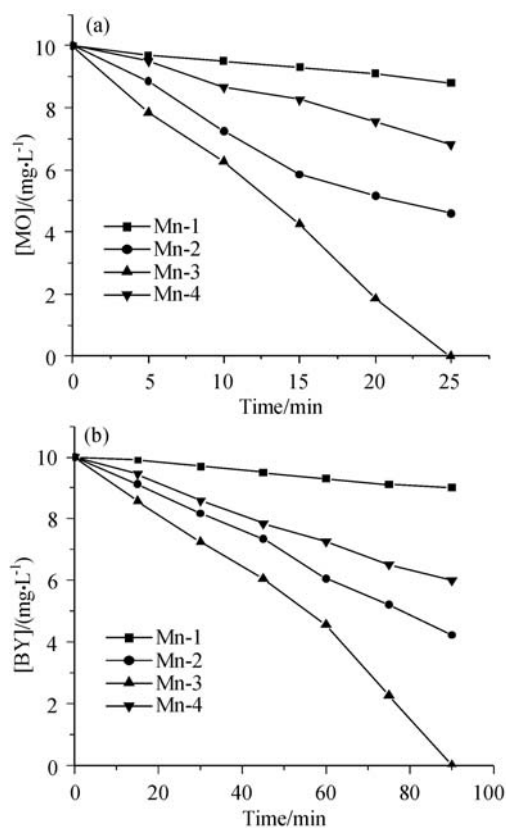 (a)
10
8
6
4
2
0
[MO]/(mg·L⁻¹)
Mn-1
Mn-2
Mn-3
Mn-4
0 5 10 15 20 25
Time/min
(b)
10
8
6
4
2
0
[BY]/(mg·L⁻¹)
Mn-1
Mn-2
Mn-3
Mn-4
0 20 40 60 80 100
Time/min